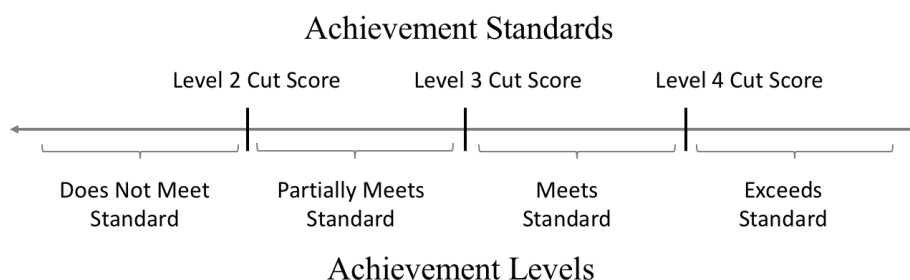 Achievement Standards
Level 2 Cut Score
Level 3 Cut Score
Level 4 Cut Score
Does Not Meet
Standard
Partially Meets
Standard
Meets
Standard
Exceeds
Standard
Achievement Levels